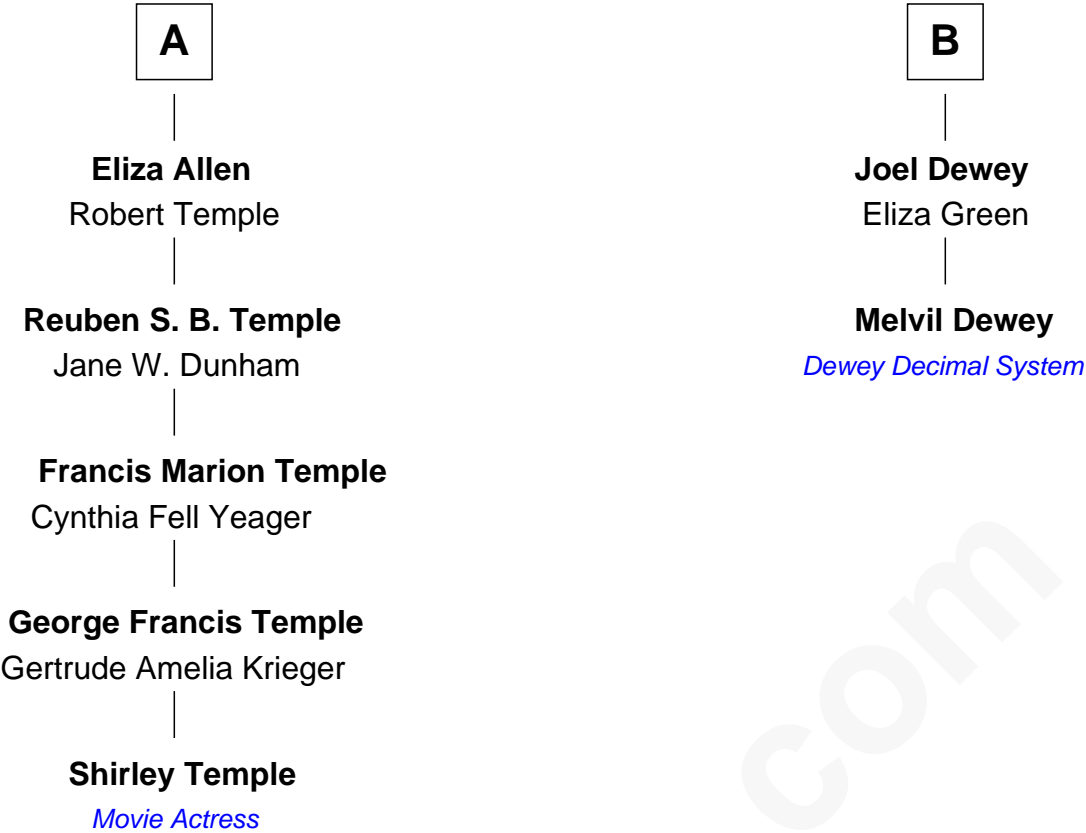 A
Eliza Allen
Robert Temple
Reuben S. B. Temple
Jane W. Dunham
Francis Marion Temple
Cynthia Fell Yeager
George Francis Temple
Gertrude Amelia Krieger
Shirley Temple
Movie Actress
B
Joel Dewey
Eliza Green
Melvil Dewey
Dewey Decimal System
com